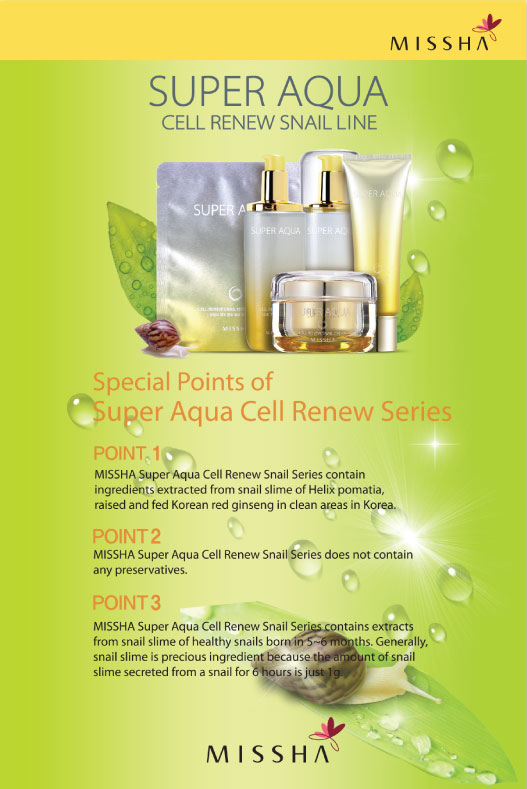 MISSHA
SUPER AQUA
CELL RENEW SNAIL LINE
SUPER A
SUPER AQUA
SUPER AQUA
SUPER AQUA
SUPER AQUA
MISSHA
MISSHA
Special Points of
Super Aqua Cell Renew Series
POINT 1
MISSHA Super Aqua Cell Renew Snail Series contain
ingredients extracted from snail slime of Helix pomatia,
raised and fed Korean red ginseng in clean areas in Korea.
POINT 2
MISSHA Super Aqua Cell Renew Snail Series does not contain
any preservatives.
POINT 3
MISSHA Super Aqua Cell Renew Snail Series contains extracts
from snail slime of healthy snails born in 5~6 months. Generally,
snail slime is precious ingredient because the amount of snail
slime secreted from a snail for 6 hours is just 1g.
MISSHA